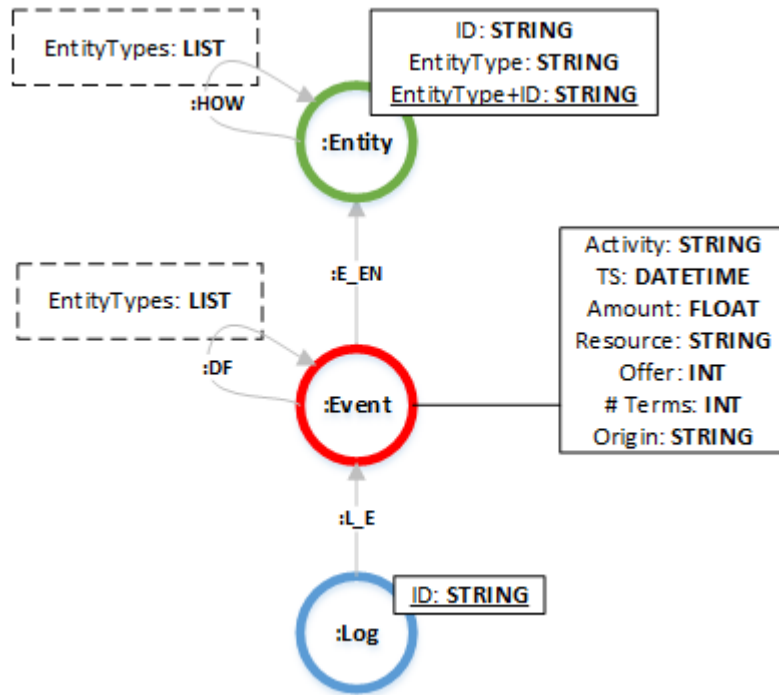 EntityTypes: LIST
ID: STRING
EntityType: STRING
EntityType+ID: STRING
:HOW
:Entity
:E_EN
EntityTypes: LIST
Activity: STRING
TS: DATETIME
Amount: FLOAT
Resource: STRING
Offer: INT
# Terms: INT
Origin: STRING
:DF
:Event
:L_E
ID: STRING
:Log